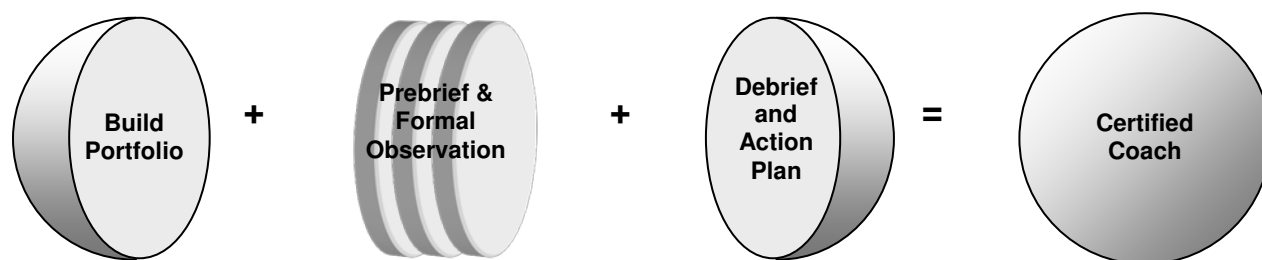 Build
Portfolio
+
Prebrief &
Formal
Observation
+
Debrief
and
Action
Plan
=
Certified
Coach